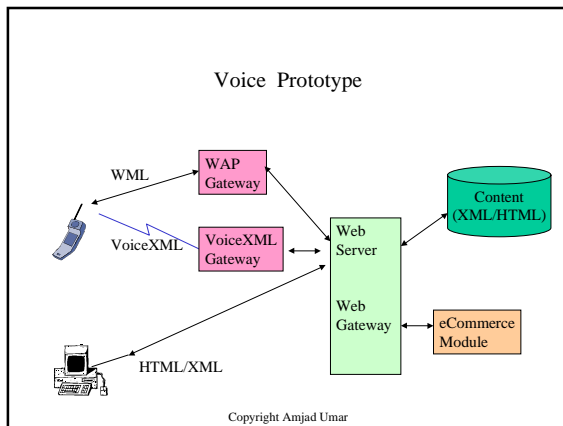 Voice Prototype
WML
WAP
Gateway
VoiceXML
VoiceXML
Gateway
Web
Server
Web
Gateway
Content
(XML/HTML)
eCommerce
Module
HTML/XML
Copyright Amjad Umar